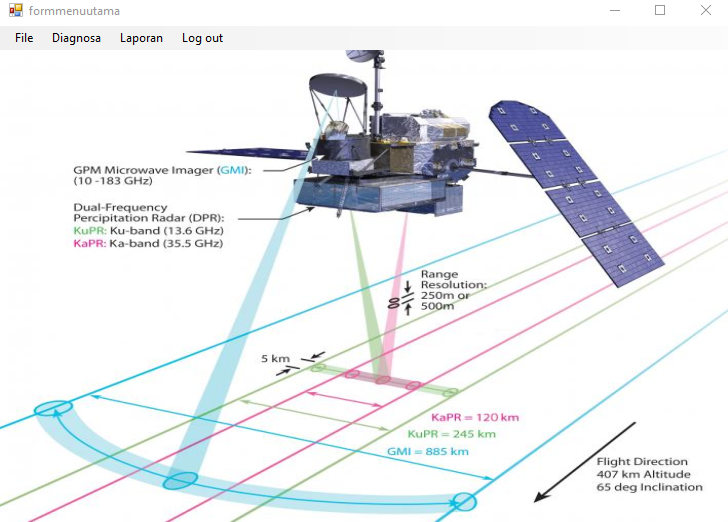 formmenuutama
File Diagnosa Laporan Log out
GPM Microwave Imager (GMI):
(10 -183 GHz)
Dual-Frequency
Percipitation Radar (DPR):
KuPR: Ku-band (13.6 GHz)
KaPR: Ka-band (35.5 GHz)
Range
Resolution:
250m or
500m
5 km
KaPR = 120 km
KuPR = 245 km
GMI = 885 km
Flight Direction
407 km Altitude
65 deg Inclination